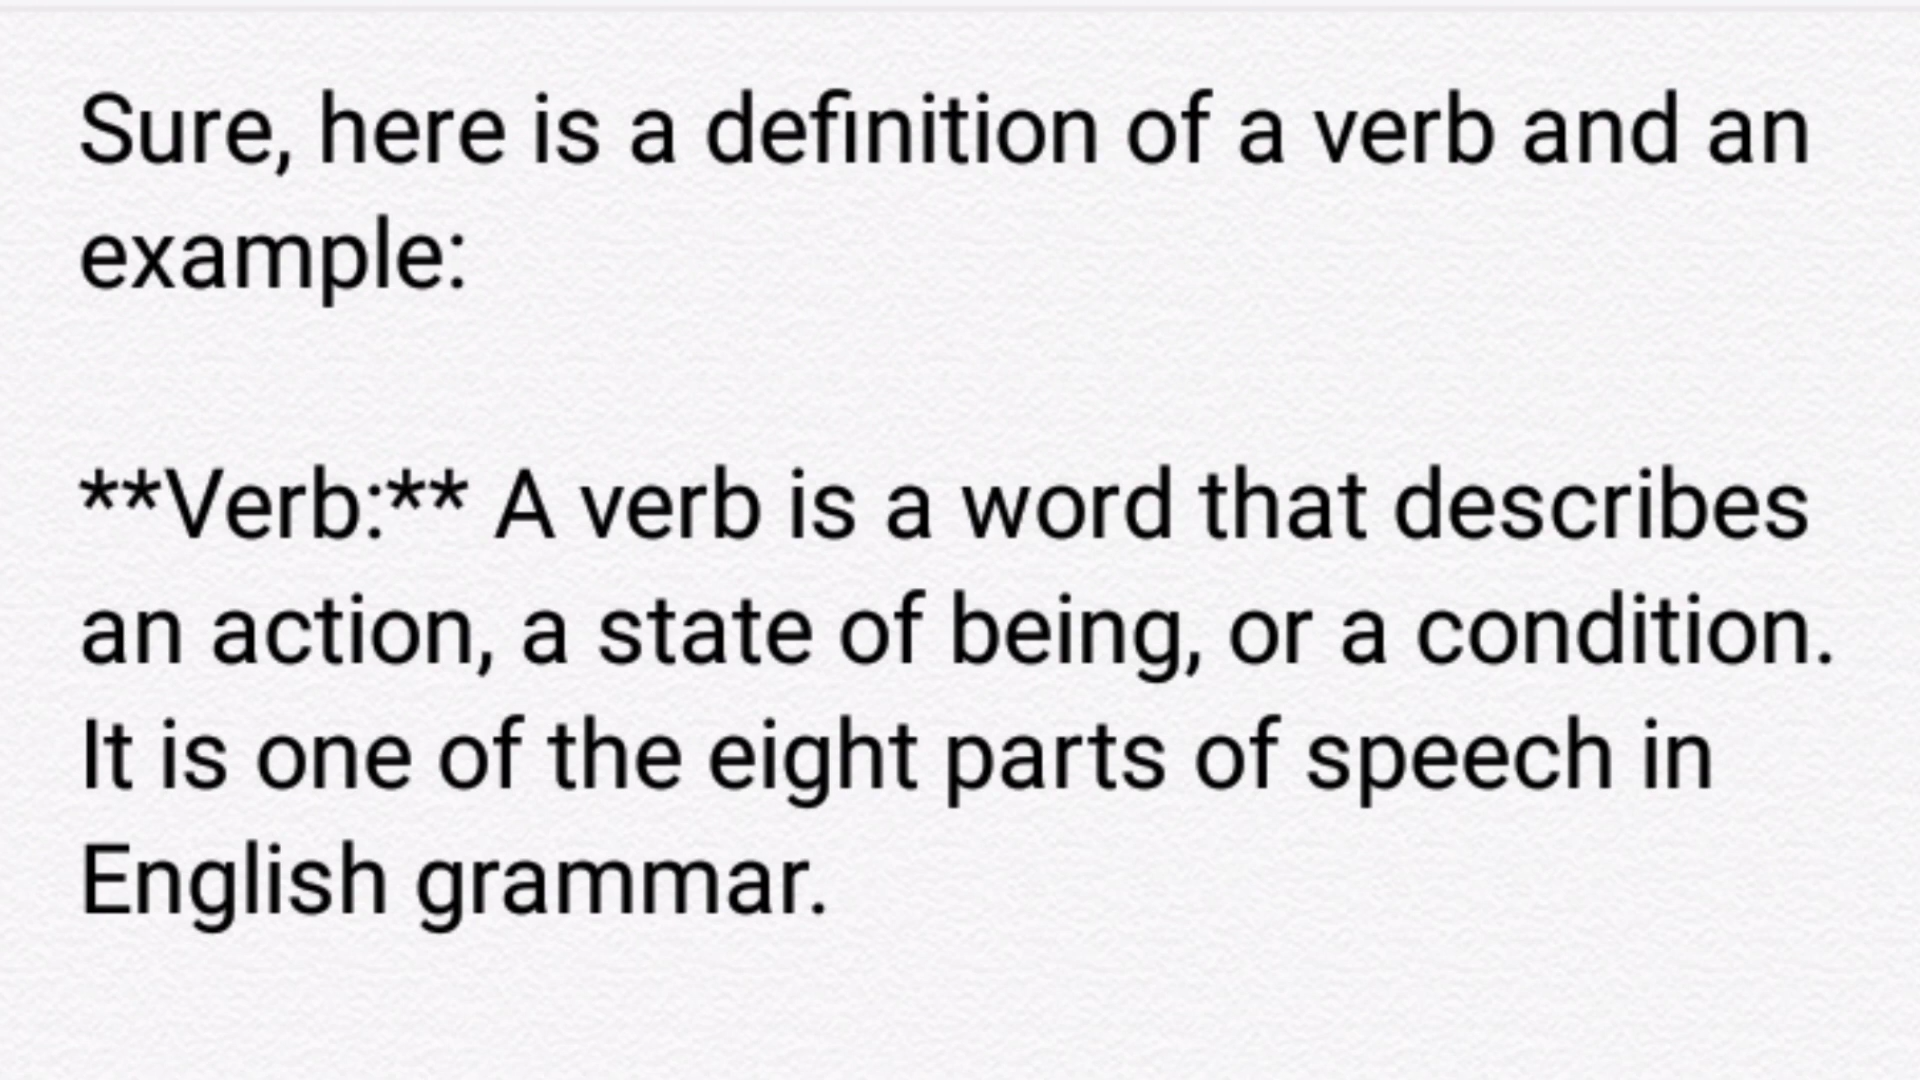 Sure, here is a definition of a verb and an
example:
**Verb:** A verb is a word that describes
an action, a state of being, or a condition.
It is one of the eight parts of speech in
English grammar.